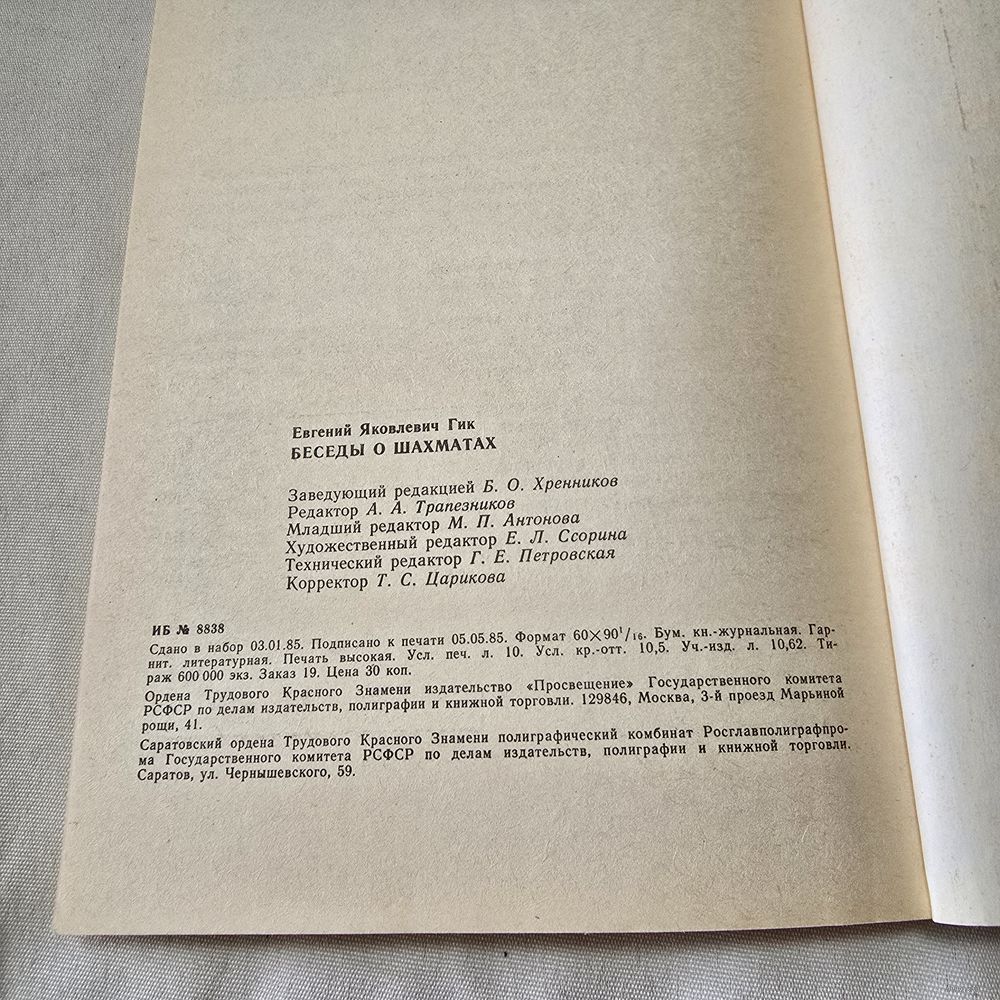 Евгений Яковлевич Гик
БЕСЕДЫ О ШАХМАТАХ
Заведующий редакцией Б. О. Хренников
Редактор А. А. Трапезников
Младший редактор М. П. Антонова
Художественный редактор Е. Л. Ссорина
Технический редактор Г. Е. Петровская
Корректор Т. С. Царикова
ИБ № 8838
Сдано в набор 03.01.85. Подписано к печати 05.05.85. Формат 60×90¹/₁₆. Бум. кн.-журнальная. Гар-
нит. литературная. Печать высокая. Усл. печ. л. 10. Усл. кр.-отт. 10,5. Уч.-изд. л. 10,62. Ти-
раж 600 000 экз. Заказ 19. Цена 30 коп.
Ордена Трудового Красного Знамени издательство «Просвещение» Государственного комитета
РСФСР по делам издательств, полиграфии и книжной торговли. 129846, Москва, 3-й проезд Марьиной
рощи, 41.
Саратовский ордена Трудового Красного Знамени полиграфический комбинат Росглавполиграфпро-
ма Государственного комитета РСФСР по делам издательств, полиграфии и книжной торговли.
Саратов, ул. Чернышевского, 59.